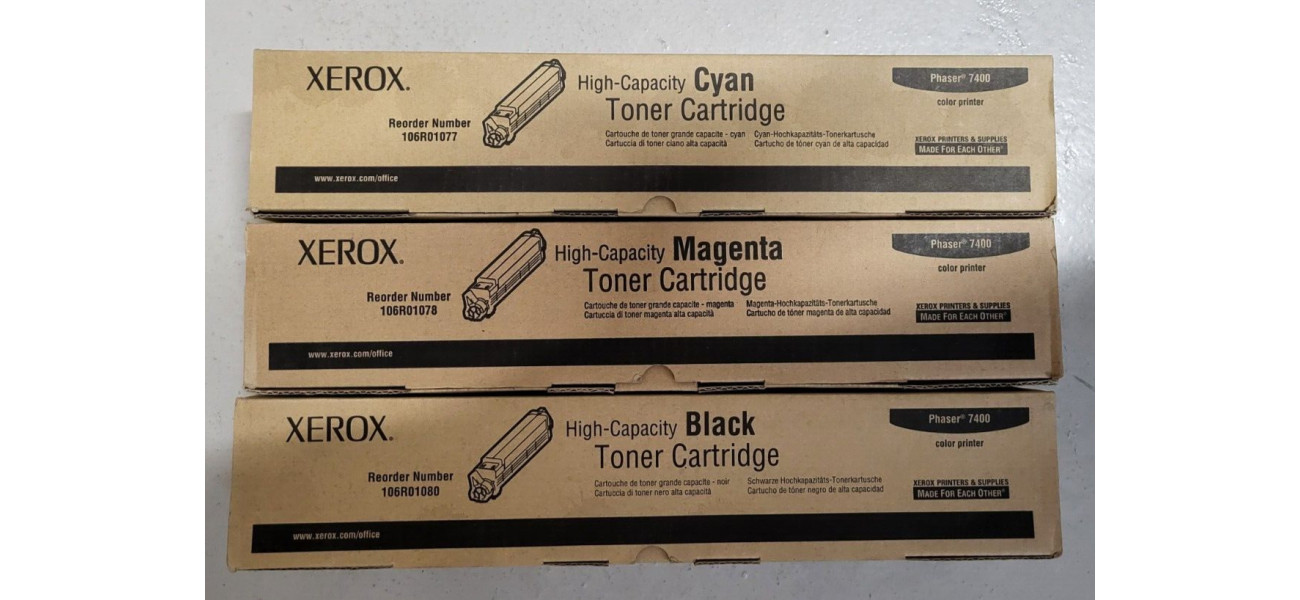 XEROX.
High-Capacity Cyan
Toner Cartridge
Reorder Number
106R01077
Cartouche de toner grande capacite - cyan
Cartuccia di toner ciano alta capacità
Cyan-Hochkapazitäts-Tonerkartusche
Cartucho de tóner cyan de alta capacidad
Phaser® 7400
color printer
XEROX PRINTERS & SUPPLIES
MADE FOR EACH OTHER®
www.xerox.com/office
XEROX.
High-Capacity Magenta
Toner Cartridge
Reorder Number
106R01078
Cartouche de toner grande capacite - magenta
Cartuccia di toner magenta alta capacità
Magenta-Hochkapazitäts-Tonerkartusche
Cartucho de tóner magenta de alta capacidad
Phaser® 7400
color printer
XEROX PRINTERS & SUPPLIES
MADE FOR EACH OTHER®
www.xerox.com/office
XEROX.
High-Capacity Black
Toner Cartridge
Reorder Number
106R01080
Cartouche de toner grande capacite - noir
Cartuccia di toner nero alta capacità
Schwarze Hochkapazitäts-Tonerkartusche
Cartucho de tóner negro de alta capacidad
Phaser® 7400
color printer
XEROX PRINTERS & SUPPLIES
MADE FOR EACH OTHER®
www.xerox.com/office